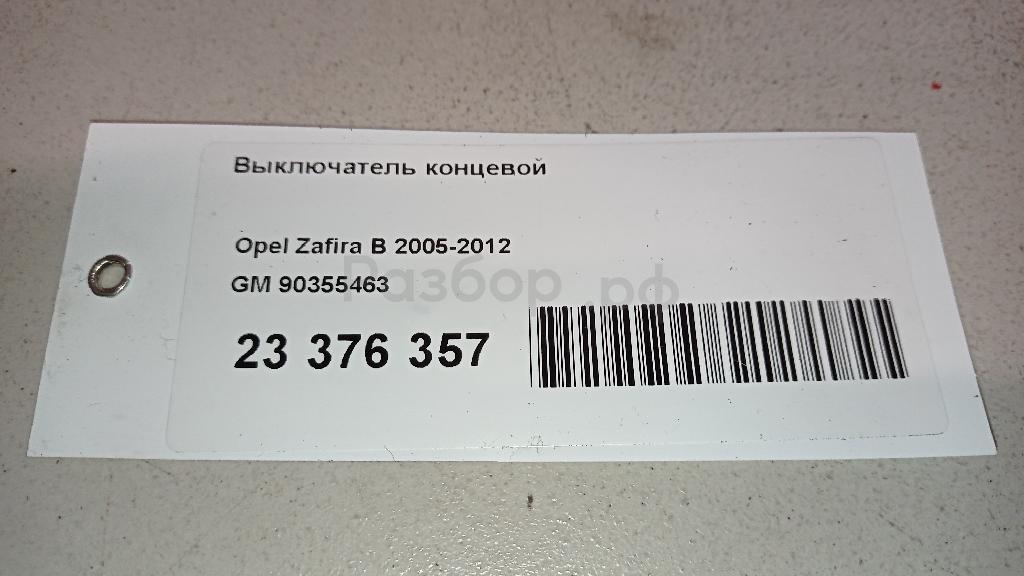 Выключатель концевой
Opel Zafira B 2005-2012
GM 90355463
Разбор.рф
23 376 357